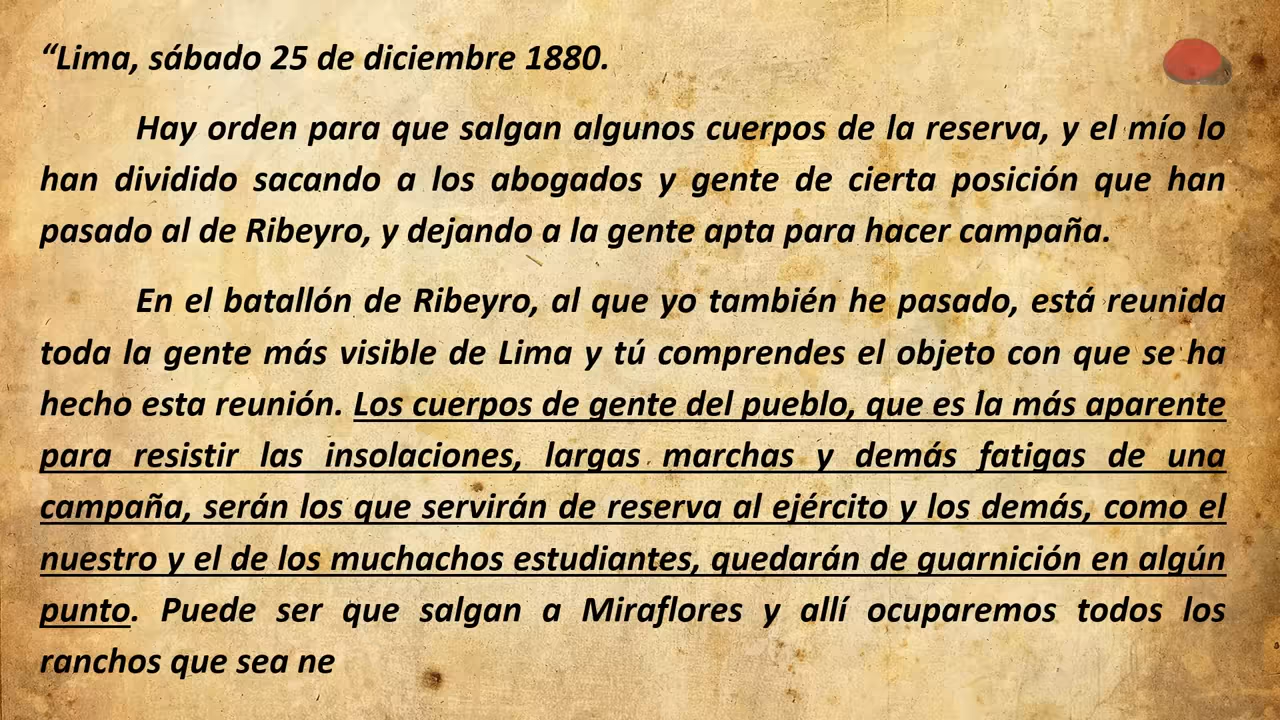 “Lima, sábado 25 de diciembre 1880.
Hay orden para que salgan algunos cuerpos de la reserva, y el mío lo
han dividido sacando a los abogados y gente de cierta posición que han
pasado al de Ribeyro, y dejando a la gente apta para hacer campaña.
En el batallón de Ribeyro, al que yo también he pasado, está reunida
toda la gente más visible de Lima y tú comprendes el objeto con que se ha
hecho esta reunión. Los cuerpos de gente del pueblo, que es la más aparente
para resistir las insolaciones, largas marchas y demás fatigas de una
campaña, serán los que servirán de reserva al ejército y los demás, como el
nuestro y el de los muchachos estudiantes, quedarán de guarnición en algún
punto. Puede ser que salgan a Miraflores y allí ocuparemos todos los
ranchos que sea ne